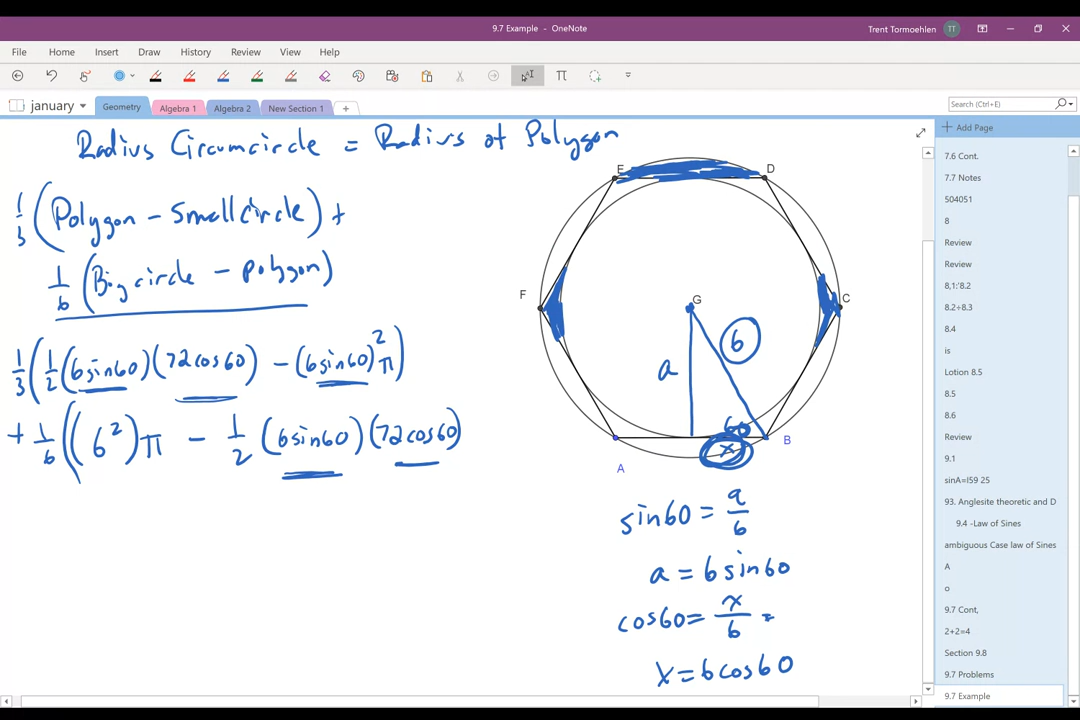 9.7 Example - OneNote
Trent Tormoehlen TT
File Home Insert Draw History Review View Help
january Geometry Algebra 1 Algebra 2 New Section 1 +
Search (Ctrl+E)
Add Page
7.6 Cont.
7.7 Notes
504051
8
Review
Review
8,1:'8.2
8.2+8.3
8.4
is
Lotion 8.5
8.5
8.6
Review
9.1
sinA=I59 25
93. Anglesite theoretic and D
9.4 -Law of Sines
ambiguous Case law of Sines
A
o
9.7 Cont,
2+2=4
Section 9.8
9.7 Problems
9.7 Example
Radius Circumcircle = Radius of Polygon
1/3 (Polygon - Small circle) +
1/6 (Big circle - polygon)
1/3 (1/2 (6sin60)(72cos60) - (6sin60)²π)
+ 1/6 ((6²)π - 1/2 (6sin60)(72cos60)
E
D
F
C
G
6
a
60
x
B
A
sin60 = a/6
a = 6sin60
cos60 = x/6 =
x = 6cos60